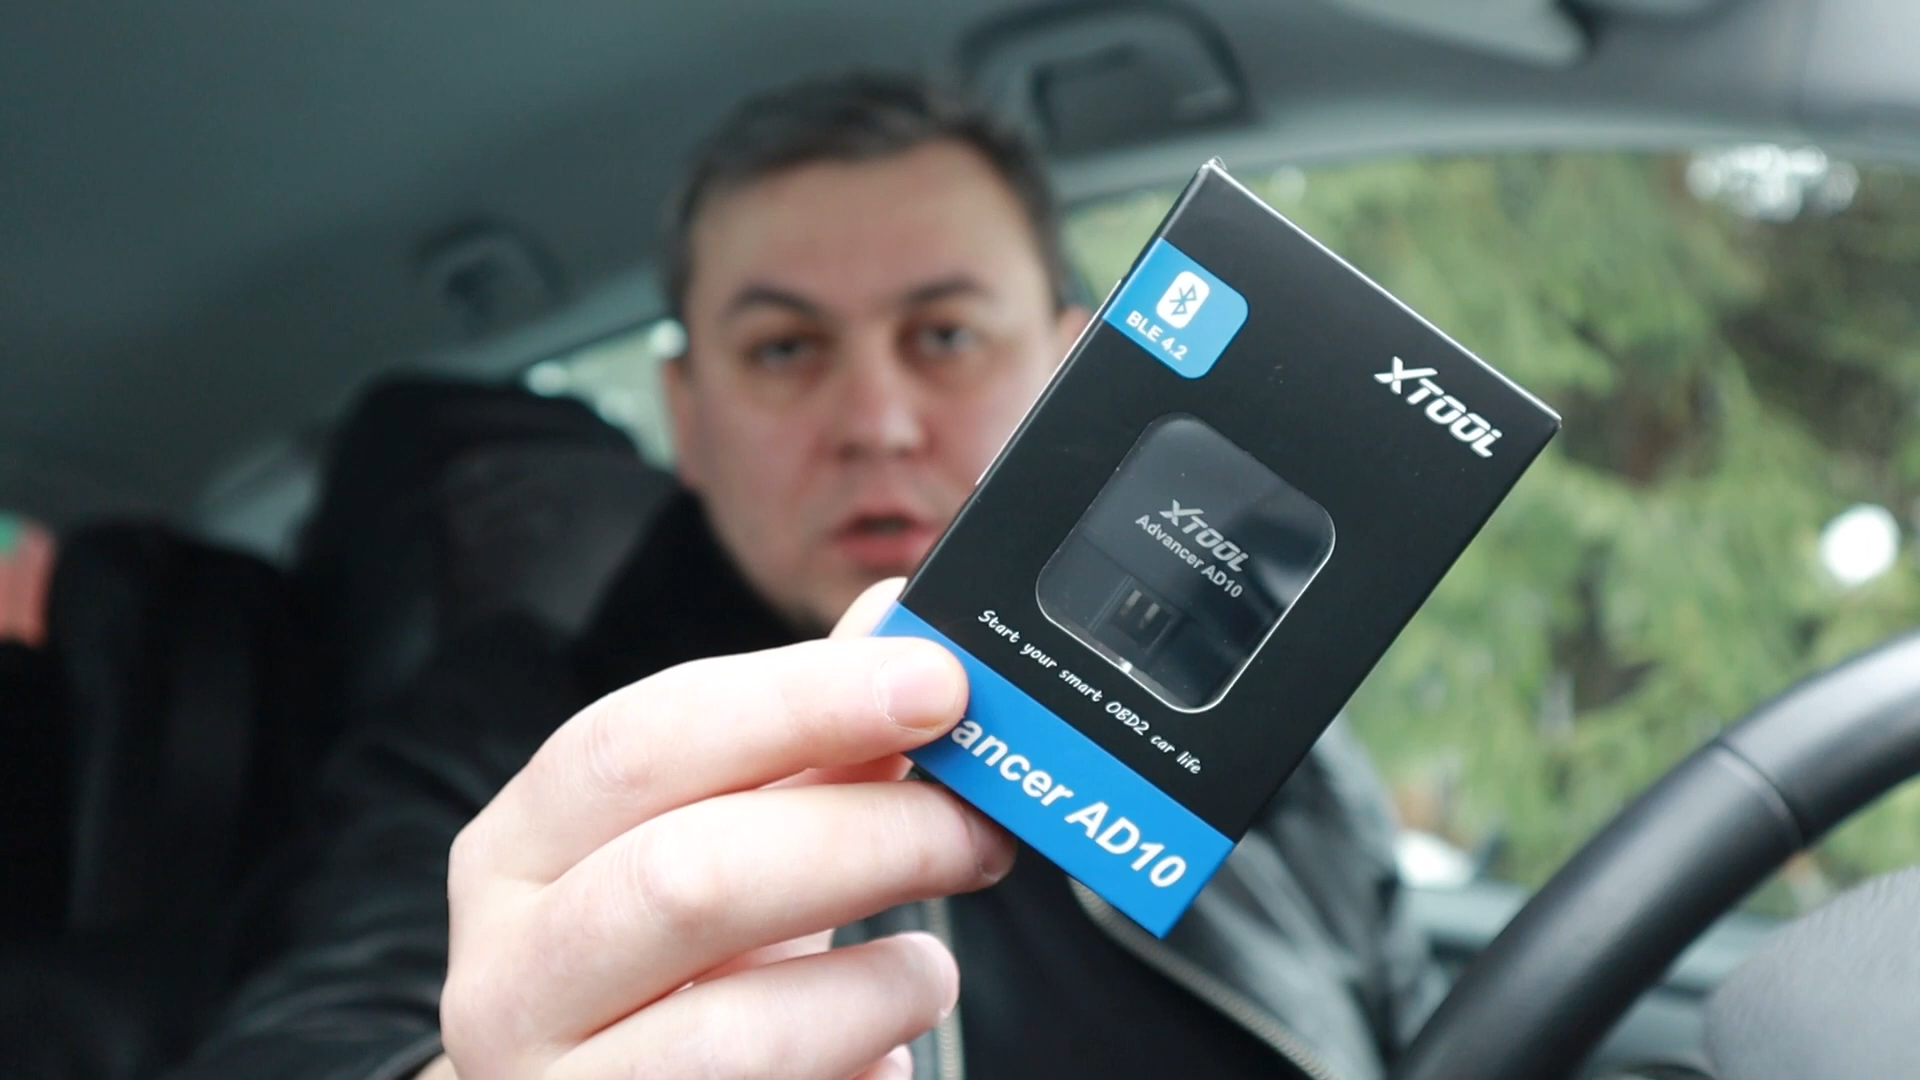 BLE 4.2
XTOOL
XTOOL
Advancer AD10
Start your smart OBD2 car life
ancer AD10